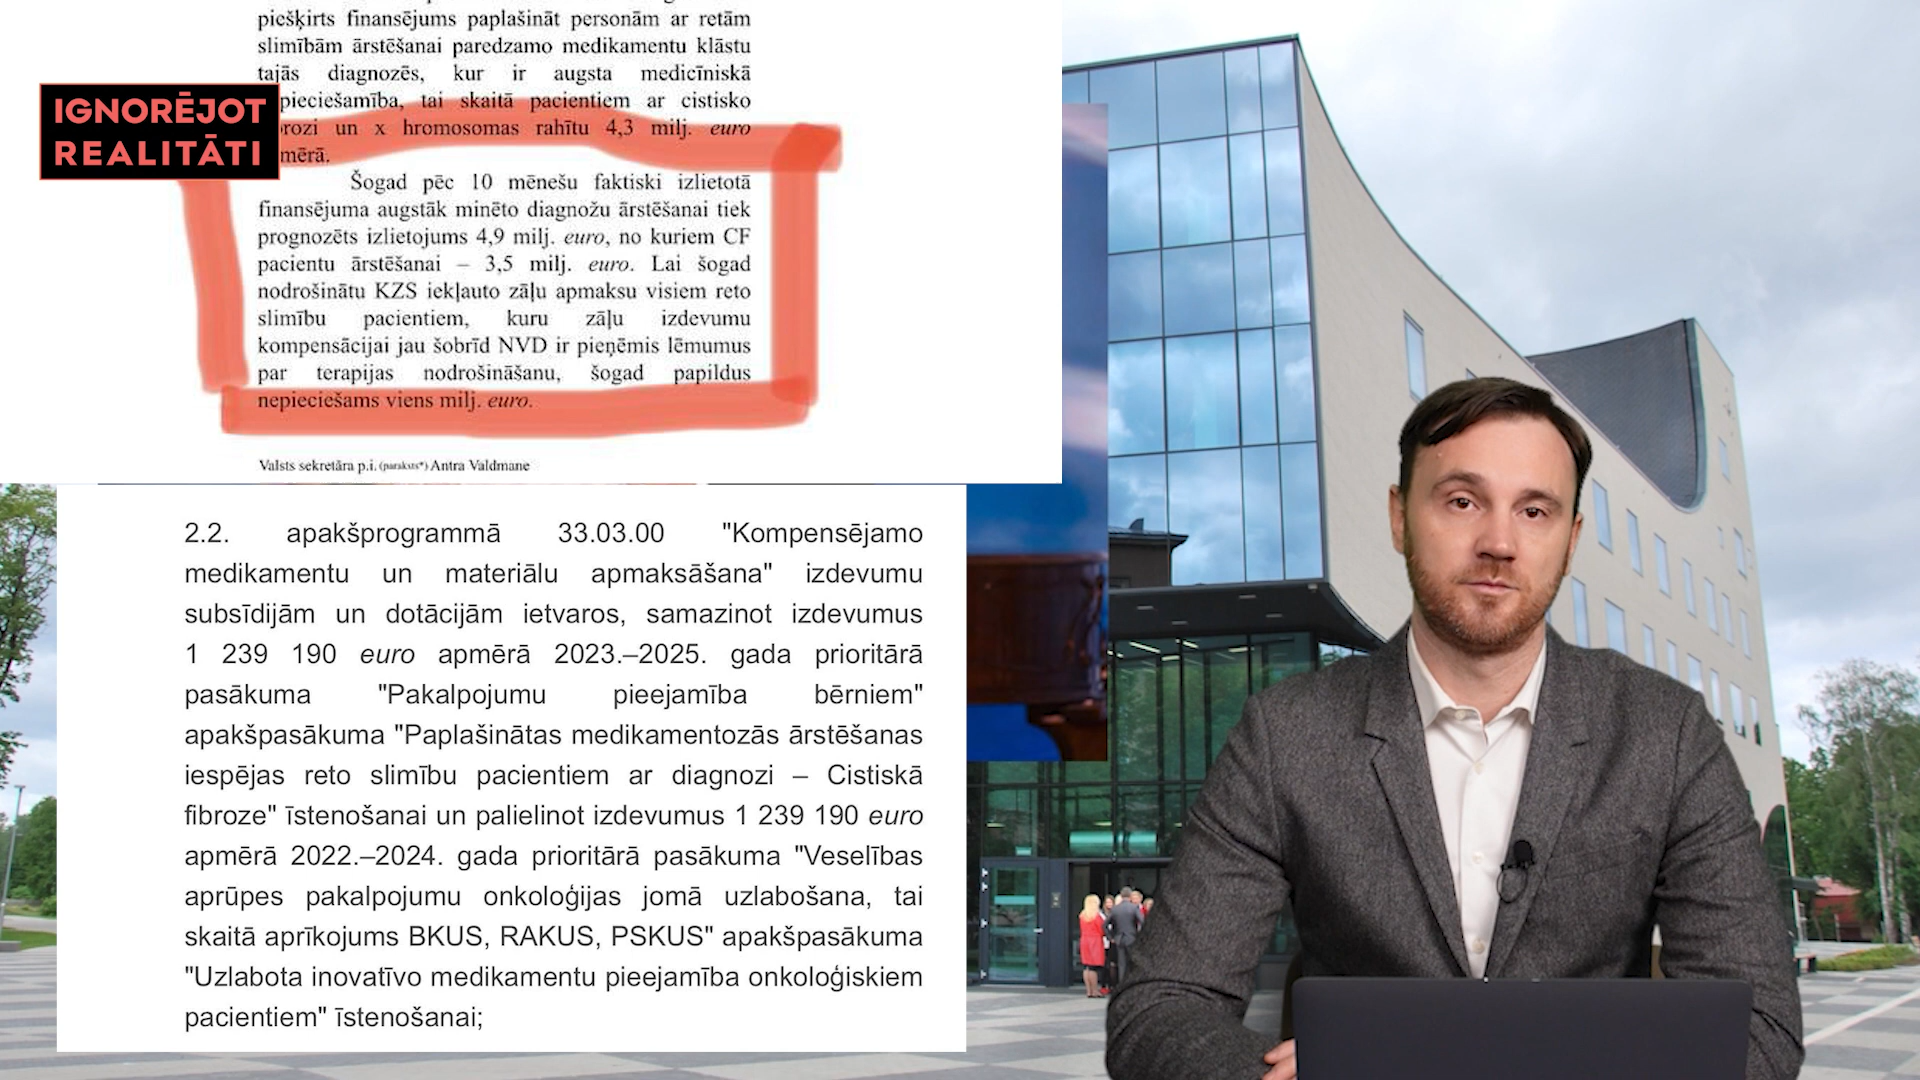 piešķirts finansējums paplašināt personām ar retām
slimībām ārstēšanai paredzamo medikamentu klāstu
tajās diagnozēs, kur ir augsta medicīniskā
pieciešamība, tai skaitā pacientiem ar cistisko
rozi un x hromosomas rahītu 4,3 milj. euro
mērā.
IGNORĒJOT
REALITĀTI
Šogad pēc 10 mēnešu faktiski izlietotā
finansējuma augstāk minēto diagnožu ārstēšanai tiek
prognozēts izlietojums 4,9 milj. euro, no kuriem CF
pacientu ārstēšanai – 3,5 milj. euro. Lai šogad
nodrošinātu KZS iekļauto zāļu apmaksu visiem reto
slimību pacientiem, kuru zāļu izdevumu
kompensācijai jau šobrīd NVD ir pieņēmis lēmumus
par terapijas nodrošināšanu, šogad papildus
nepieciešams viens milj. euro.
Valsts sekretāra p.i. (paraksts*) Antra Valdmane
2.2. apakšprogrammā 33.03.00 "Kompensējamo
medikamentu un materiālu apmaksāšana" izdevumu
subsīdijām un dotācijām ietvaros, samazinot izdevumus
1 239 190 euro apmērā 2023.–2025. gada prioritārā
pasākuma "Pakalpojumu pieejamība bērniem"
apakšpasākuma "Paplašinātas medikamentozās ārstēšanas
iespējas reto slimību pacientiem ar diagnozi – Cistiskā
fibroze" īstenošanai un palielinot izdevumus 1 239 190 euro
apmērā 2022.–2024. gada prioritārā pasākuma "Veselības
aprūpes pakalpojumu onkoloģijas jomā uzlabošana, tai
skaitā aprīkojums BKUS, RAKUS, PSKUS" apakšpasākuma
"Uzlabota inovatīvo medikamentu pieejamība onkoloģiskiem
pacientiem" īstenošanai;